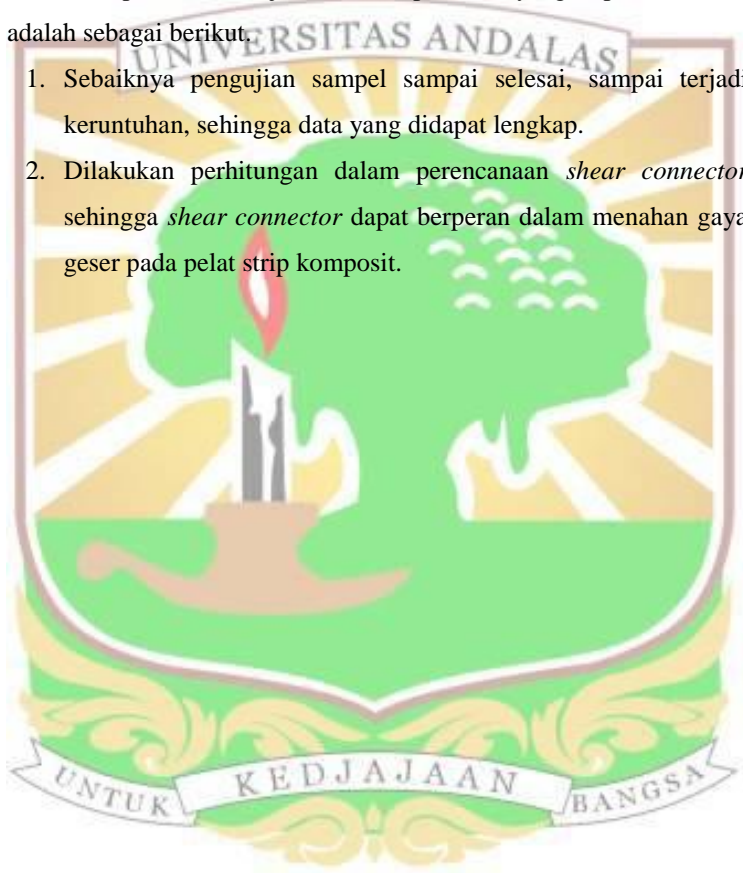 adalah sebagai berikut.
UNIVERSITAS ANDALAS
1. Sebaiknya pengujian sampel sampai selesai, sampai terjadi
keruntuhan, sehingga data yang didapat lengkap.
2. Dilakukan perhitungan dalam perencanaan shear connector
sehingga shear connector dapat berperan dalam menahan gaya
geser pada pelat strip komposit.
UNTUK KEDJAJAAN BANGSA